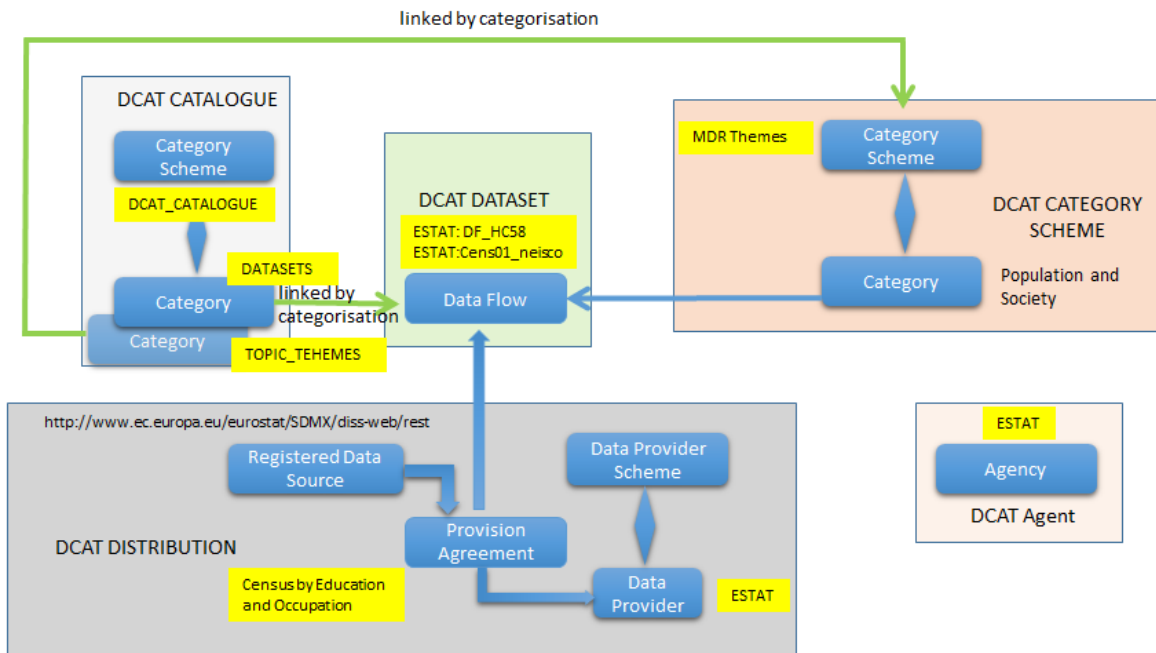 linked by categorisation
DCAT CATALOGUE
Category
Scheme
DCAT_CATALOGUE
DATASETS
Category
linked by
categorisation
Category
TOPIC_TEHEMES
DCAT DATASET
ESTAT: DF_HC58
ESTAT:Cens01_neisco
Data Flow
MDR Themes
Category
Scheme
DCAT CATEGORY
SCHEME
Category
Population and
Society
http://www.ec.europa.eu/eurostat/SDMX/diss-web/rest
Registered Data
Source
Data Provider
Scheme
DCAT DISTRIBUTION
Provision
Agreement
Census by Education
and Occupation
Data
Provider
ESTAT
ESTAT
Agency
DCAT Agent